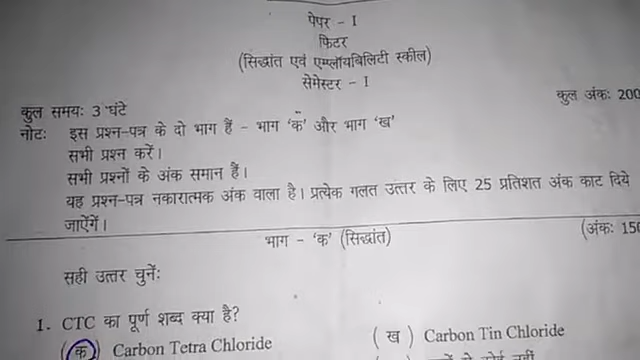 पेपर - I
फिटर
(सिद्धांत एवं एम्प्लॉयबिलिटी स्कील)
सेमेस्टर - I
कुल समयः 3 घंटे कुल अंकः 200
नोटः इस प्रश्न-पत्र के दो भाग हैं - भाग 'क' और भाग 'ख'
सभी प्रश्न करें।
सभी प्रश्नों के अंक समान हैं।
यह प्रश्न-पत्र नकारात्मक अंक वाला है। प्रत्येक गलत उत्तर के लिए 25 प्रतिशत अंक काट दिये
जाऐंगें।
भाग - 'क' (सिद्धांत) (अंकः 150
सही उत्तर चुनेंः
1. CTC का पूर्ण शब्द क्या है?
(क) Carbon Tetra Chloride (ख) Carbon Tin Chloride